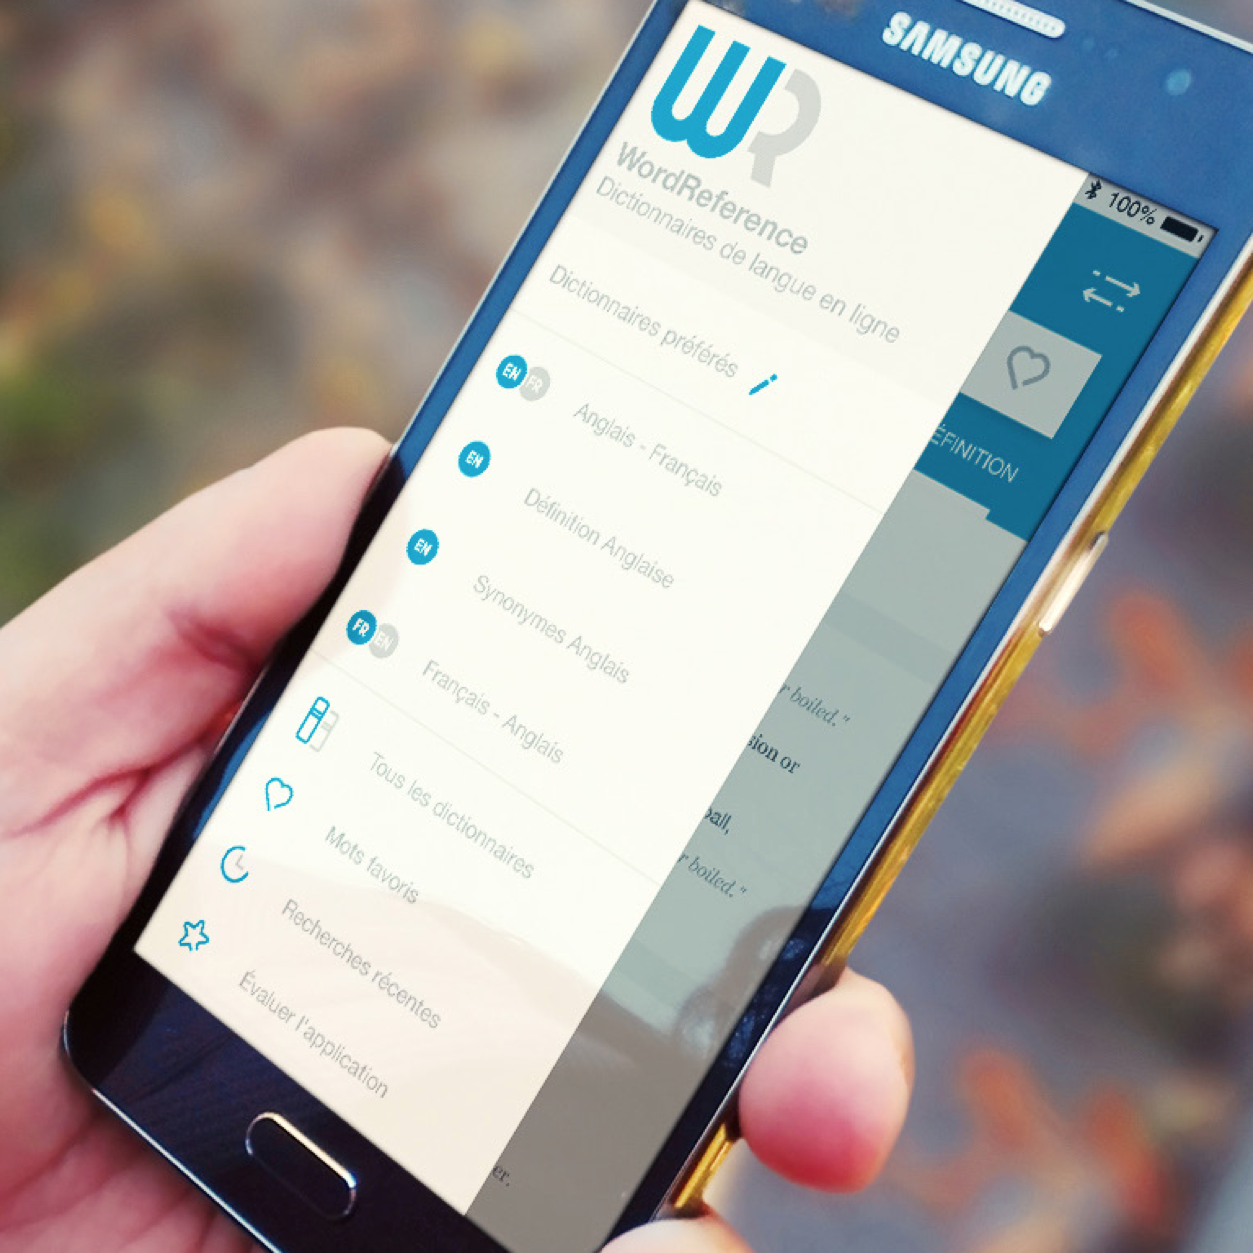 SAMSUNG
WR
WordReference
Dictionnaires de langue en ligne
100%
Dictionnaires préférés
EN FR Anglais - Français
EN Définition Anglaise
EN Synonymes Anglais
FR EN Français - Anglais
Tous les dictionnaires
Mots favoris
Recherches récentes
Évaluer l'application
ÉFINITION
r boiled."
sion or
ball,
r boiled."
er.